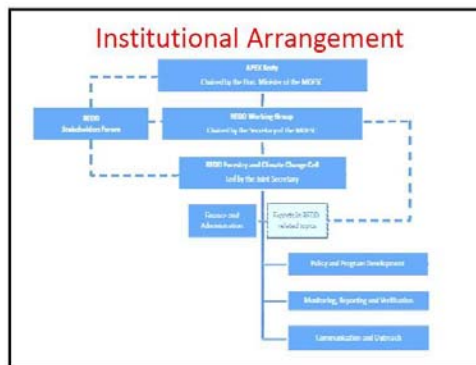 Institutional Arrangement
APEX Body
Chaired by the Hon. Minister of the MOFSC
REDD
Stakeholders Forum
REDD Working Group
Chaired by the Secretary of the MOFSC
REDD Forestry and Climate Change Cell
Led by the Joint Secretary
Finance and
Administration
Experts in REDD
related topics
Policy and Program Development
Monitoring, Reporting and Verification
Communication and Outreach